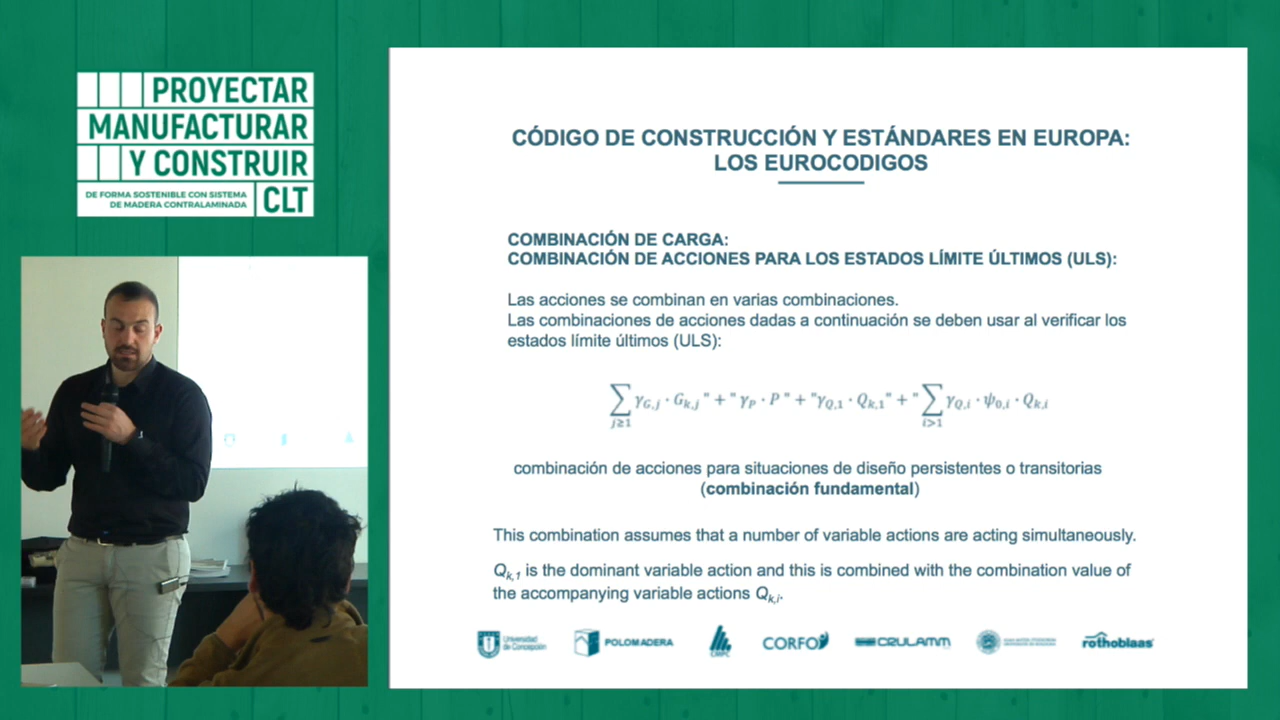 PROYECTAR
MANUFACTURAR
Y CONSTRUIR
DE FORMA SOSTENIBLE CON SISTEMA
DE MADERA CONTRALAMINADA
CLT
CÓDIGO DE CONSTRUCCIÓN Y ESTÁNDARES EN EUROPA:
LOS EUROCODIGOS
COMBINACIÓN DE CARGA:
COMBINACIÓN DE ACCIONES PARA LOS ESTADOS LÍMITE ÚLTIMOS (ULS):
Las acciones se combinan en varias combinaciones.
Las combinaciones de acciones dadas a continuación se deben usar al verificar los
estados límite últimos (ULS):
∑ j≥1 γG,j · Gk,j " + " γP · P " + "γQ,1 · Qk,1" + " ∑ i>1 γQ,i · ψ0,i · Qk,i
combinación de acciones para situaciones de diseño persistentes o transitorias
(combinación fundamental)
This combination assumes that a number of variable actions are acting simultaneously.
Qk,1 is the dominant variable action and this is combined with the combination value of
the accompanying variable actions Qk,i.
Universidad
de Concepción
POLOMADERA
CORFO
CRULAMM
rothoblaas